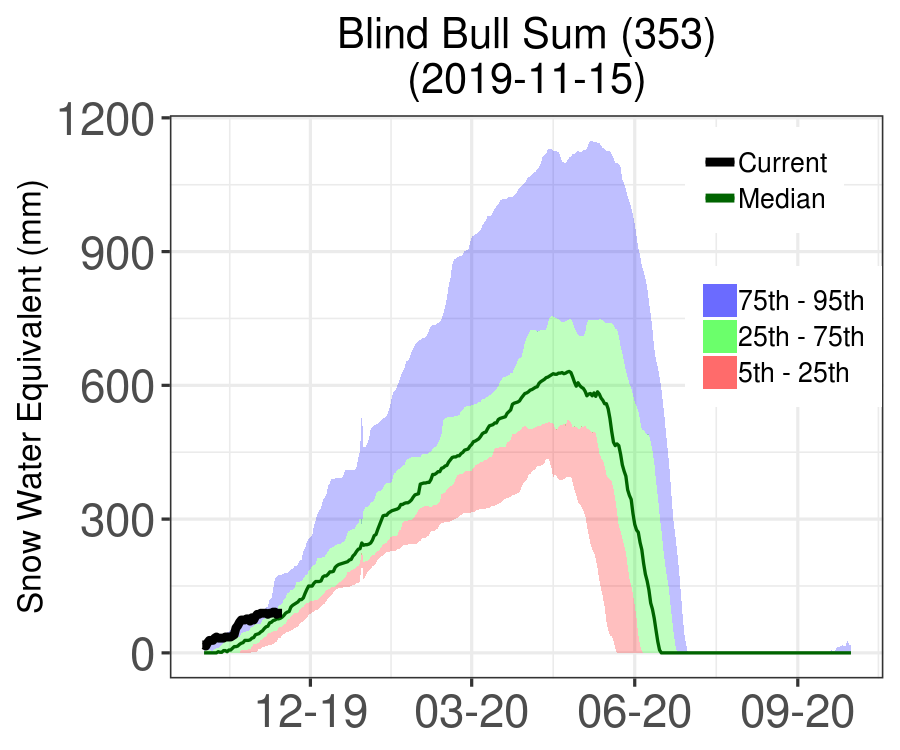 Blind Bull Sum (353)
(2019-11-15)
Snow Water Equivalent (mm)
1200
900
600
300
0
12-19
03-20
06-20
09-20
Current
Median
75th - 95th
25th - 75th
5th - 25th